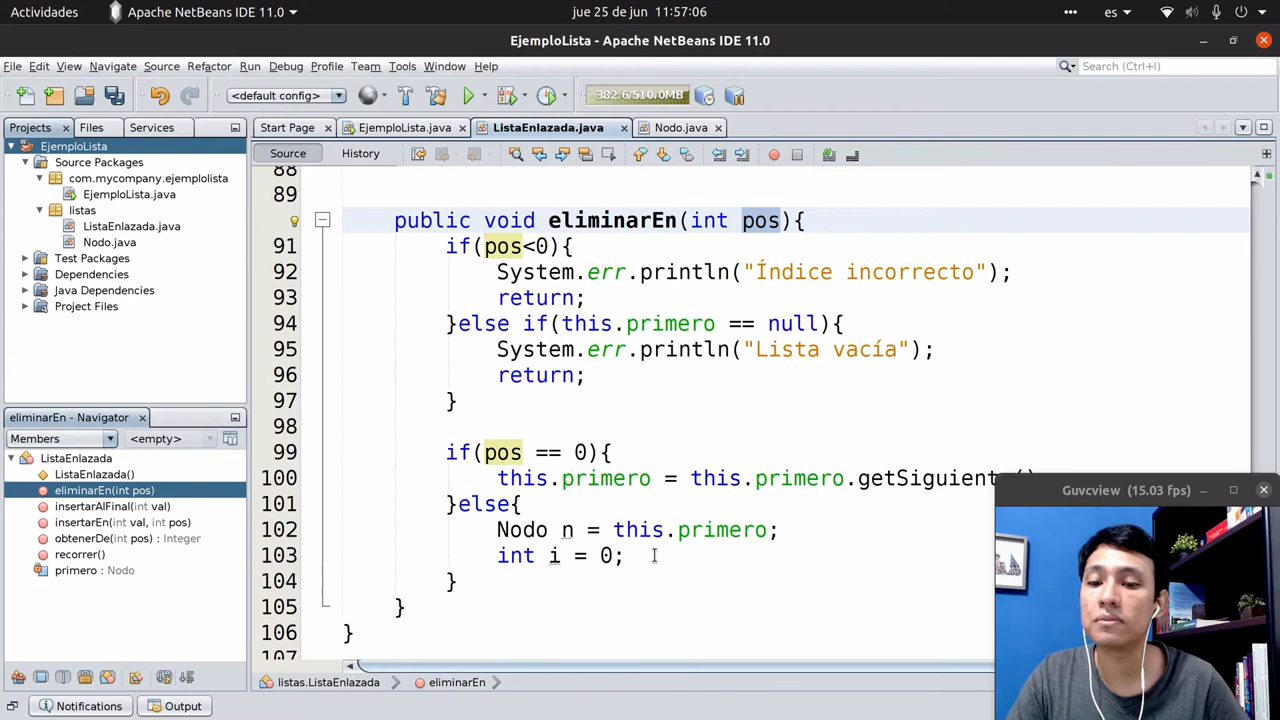 Actividades
Apache NetBeans IDE 11.0
jue 25 de jun 11:57:06
es
EjemploLista - Apache NetBeans IDE 11.0
File Edit View Navigate Source Refactor Run Debug Profile Team Tools Window Help
Search (Ctrl+I)
<default config>
382.6/510.0MB
Projects Files Services
Start Page EjemploLista.java ListaEnlazada.java Nodo.java
Source History
EjemploLista
Source Packages
com.mycompany.ejemplolista
EjemploLista.java
listas
ListaEnlazada.java
Nodo.java
Test Packages
Dependencies
Java Dependencies
Project Files
eliminarEn - Navigator
Members
<empty>
ListaEnlazada
ListaEnlazada()
eliminarEn(int pos)
insertarAlFinal(int val)
insertarEn(int val, int pos)
obtenerDe(int pos) : Integer
recorrer()
primero : Nodo
88
89
public void eliminarEn(int pos){
91 if(pos<0){
92 System.err.println("Índice incorrecto");
93 return;
94 }else if(this.primero == null){
95 System.err.println("Lista vacía");
96 return;
97 }
98
99 if(pos == 0){
100 this.primero = this.primero.getSiguiente()
101 }else{
102 Nodo n = this.primero;
103 int i = 0;
104 }
105 }
106 }
107
Guvcview (15.03 fps)
listas.ListaEnlazada
eliminarEn
Notifications
Output